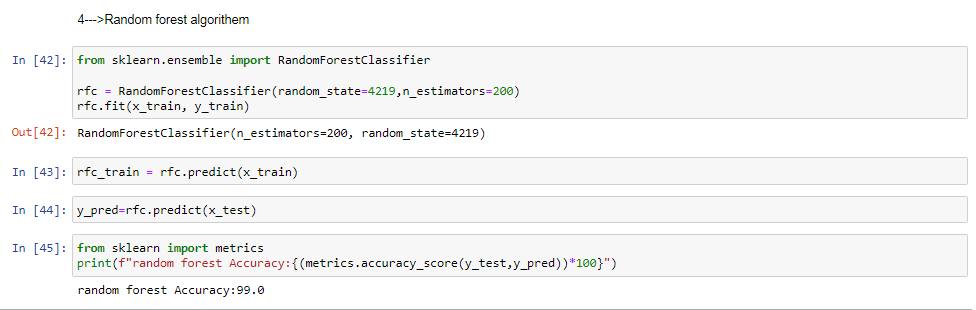 4--->Random forest algorithem
In [42]: from sklearn.ensemble import RandomForestClassifier
rfc = RandomForestClassifier(random_state=4219,n_estimators=200)
rfc.fit(x_train, y_train)
Out[42]: RandomForestClassifier(n_estimators=200, random_state=4219)
In [43]: rfc_train = rfc.predict(x_train)
In [44]: y_pred=rfc.predict(x_test)
In [45]: from sklearn import metrics
print(f"random forest Accuracy:{(metrics.accuracy_score(y_test,y_pred))*100}")
random forest Accuracy:99.0